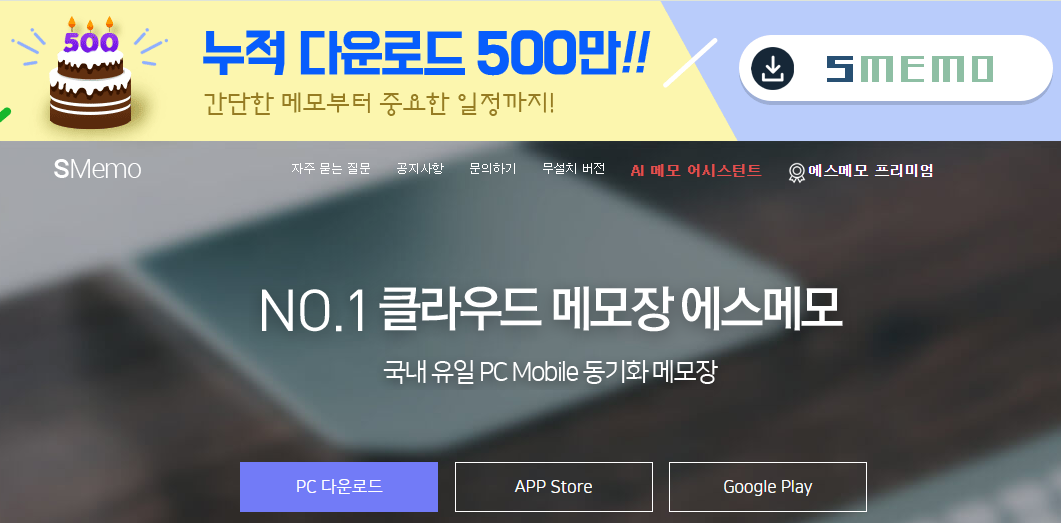 500
누적 다운로드 500만!!
간단한 메모부터 중요한 일정까지!
SMEMO
SMemo
자주 묻는 질문 공지사항 문의하기 무설치 버전 AI 메모 어시스턴트 에스메모 프리미엄
NO.1 클라우드 메모장 에스메모
국내 유일 PC Mobile 동기화 메모장
PC 다운로드 APP Store Google Play